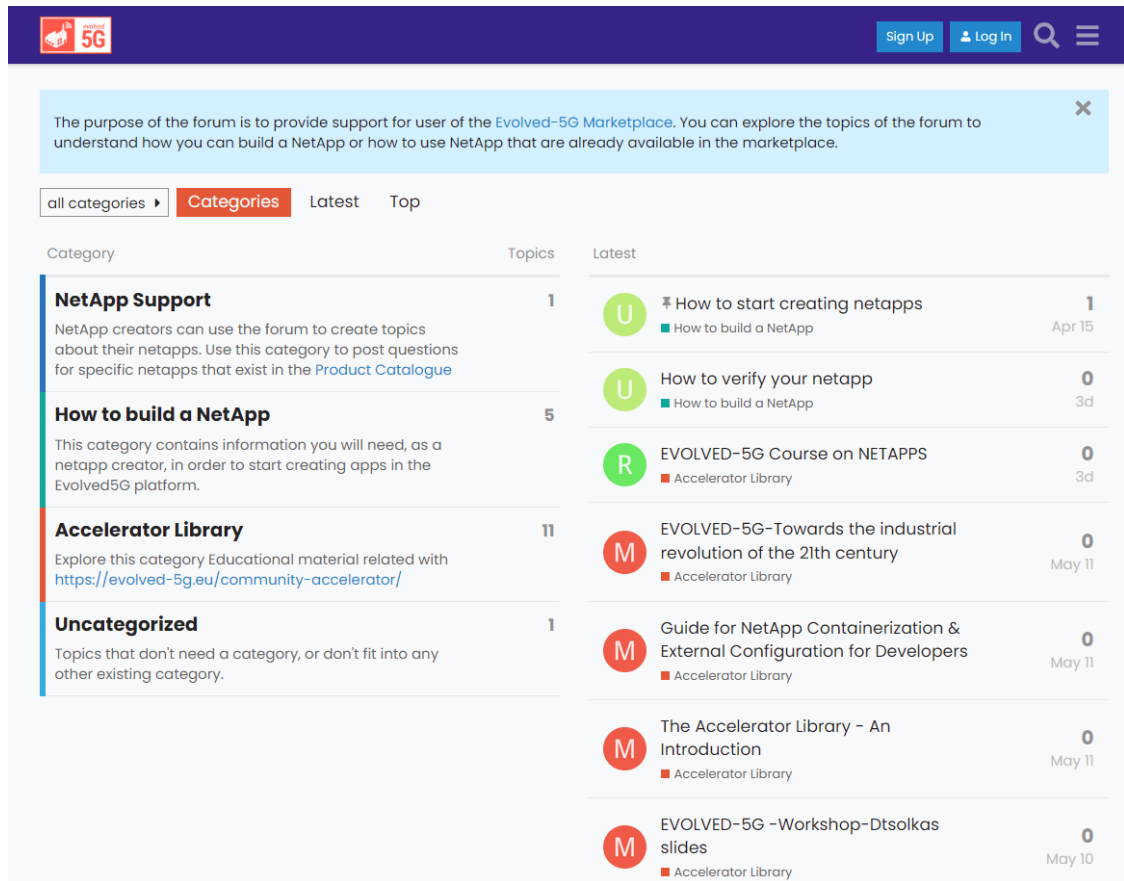 evolved
5G
Sign Up
Log In
The purpose of the forum is to provide support for user of the Evolved-5G Marketplace. You can explore the topics of the forum to
understand how you can build a NetApp or how to use NetApp that are already available in the marketplace.
all categories
Categories
Latest
Top
Category
Topics
NetApp Support
1
NetApp creators can use the forum to create topics
about their netapps. Use this category to post questions
for specific netapps that exist in the Product Catalogue
How to build a NetApp
5
This category contains information you will need, as a
netapp creator, in order to start creating apps in the
Evolved5G platform.
Accelerator Library
11
Explore this category Educational material related with
https://evolved-5g.eu/community-accelerator/
Uncategorized
1
Topics that don't need a category, or don't fit into any
other existing category.
Latest
U
How to start creating netapps
1
How to build a NetApp
Apr 15
U
How to verify your netapp
0
How to build a NetApp
3d
R
EVOLVED-5G Course on NETAPPS
0
Accelerator Library
3d
M
EVOLVED-5G-Towards the industrial
revolution of the 21th century
0
Accelerator Library
May 11
M
Guide for NetApp Containerization &
External Configuration for Developers
0
Accelerator Library
May 11
M
The Accelerator Library - An
Introduction
0
Accelerator Library
May 11
M
EVOLVED-5G -Workshop-Dtsolkas
slides
0
Accelerator Library
May 10